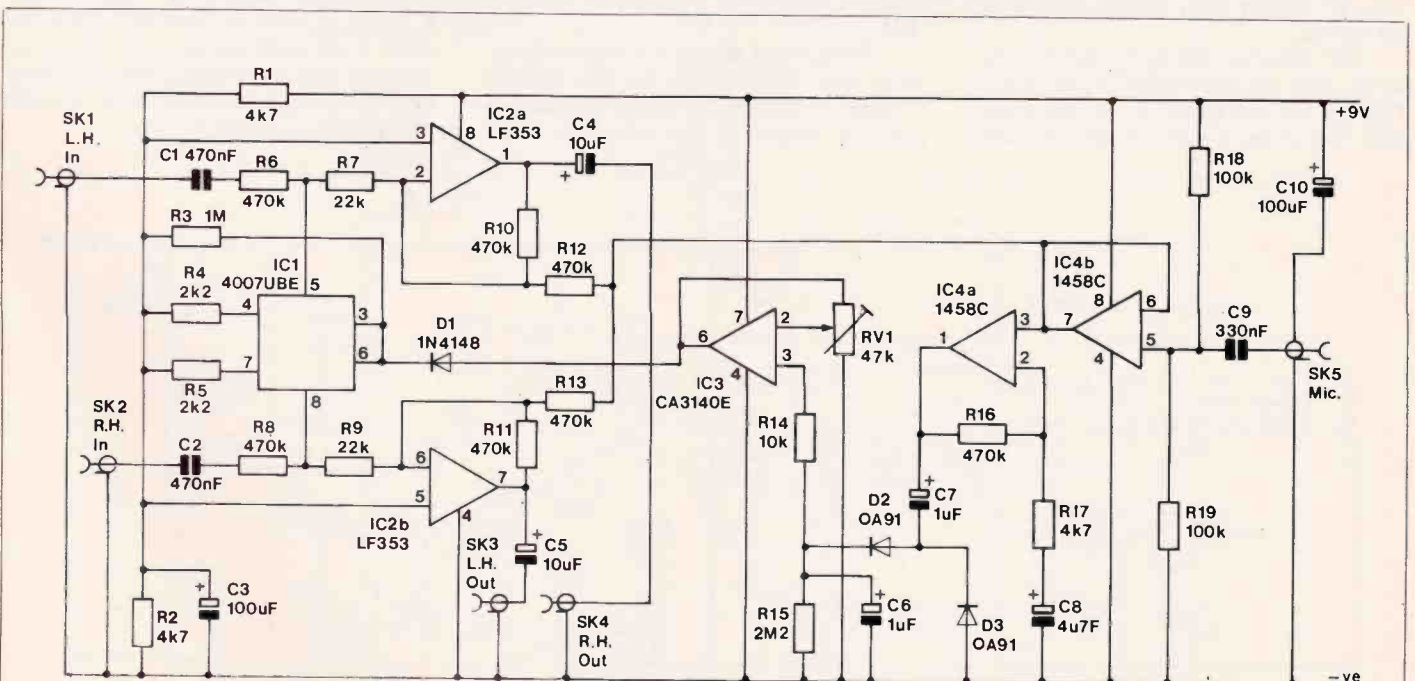 R1
4k7
SK1
L.H.
In
C1 470nF
R6
470k
R7
22k
3
8
2
1
IC2a
LF353
C4
10uF
+
+9V
R18
100k
+
C10
100uF
R3 1M
R4
2k2
IC1
4007UBE
5
4
3
6
7
8
R5
2k2
R10
470k
R12
470k
D1
1N4148
7
2
6
3
4
IC3
CA3140E
RV1
47k
IC4a
1458C
3
1
2
IC4b
1458C
8
6
7
5
4
C9
330nF
SK5
Mic.
SK2
R.H.
In
C2
470nF
R8
470k
R9
22k
R13
470k
R11
470k
6
5
7
4
IC2b
LF353
R14
10k
R16
470k
D2
OA91
+
C7
1uF
R17
4k7
R19
100k
SK3
L.H.
Out
+
C5
10uF
SK4
R.H.
Out
R2
4k7
+
C3
100uF
R15
2M2
+
C6
1uF
D3
OA91
+
C8
4u7F
-ve